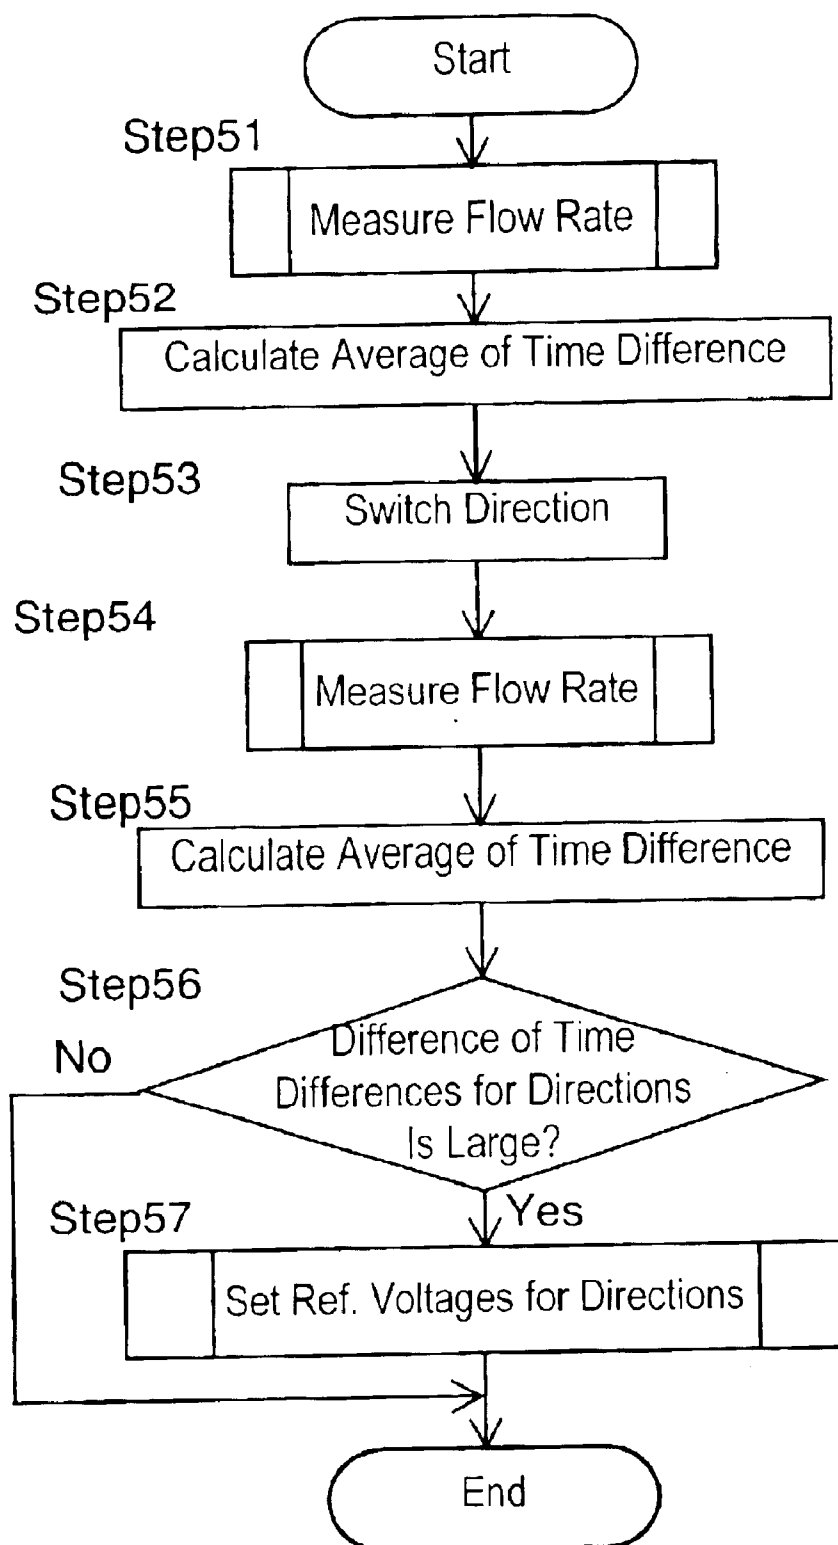 Start
Step51
Measure Flow Rate
Step52
Calculate Average of Time Difference
Step53
Switch Direction
Step54
Measure Flow Rate
Step55
Calculate Average of Time Difference
Step56
No
Difference of Time
Differences for Directions
Is Large?
Yes
Step57
Set Ref. Voltages for Directions
End